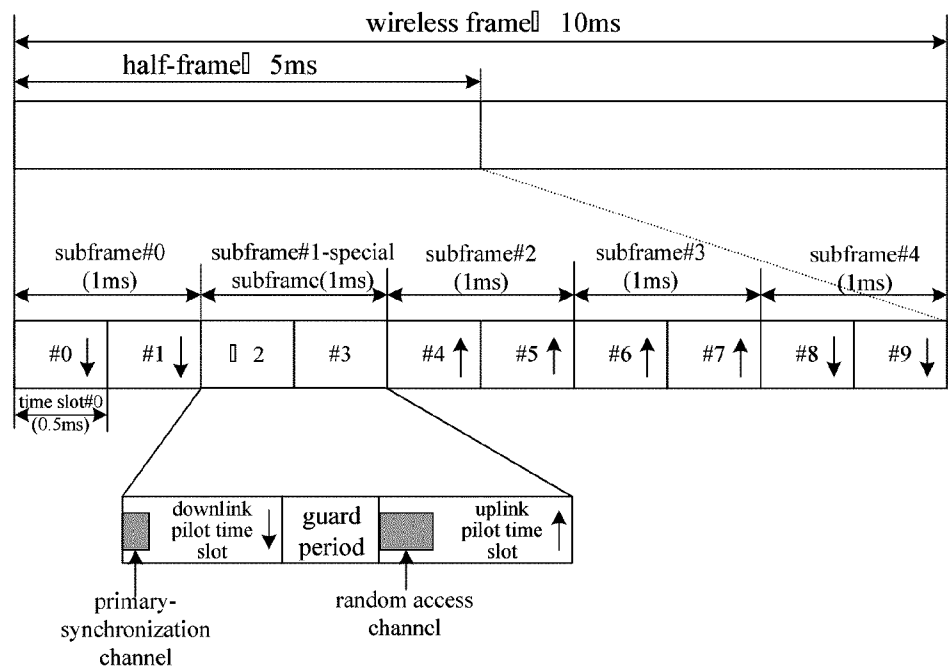 wireless frame▯ 10ms
half-frame▯ 5ms
subframe#0
(1ms)
subframe#1-special
subframc(1ms)
subframe#2
(1ms)
subframe#3
(1ms)
subframe#4
(1ms)
#0
#1
▯ 2
#3
#4
#5
#6
#7
#8
#9
time slot#0
(0.5ms)
downlink
pilot time
slot
guard
period
uplink
pilot time
slot
primary-
synchronization
channel
random access
channcl